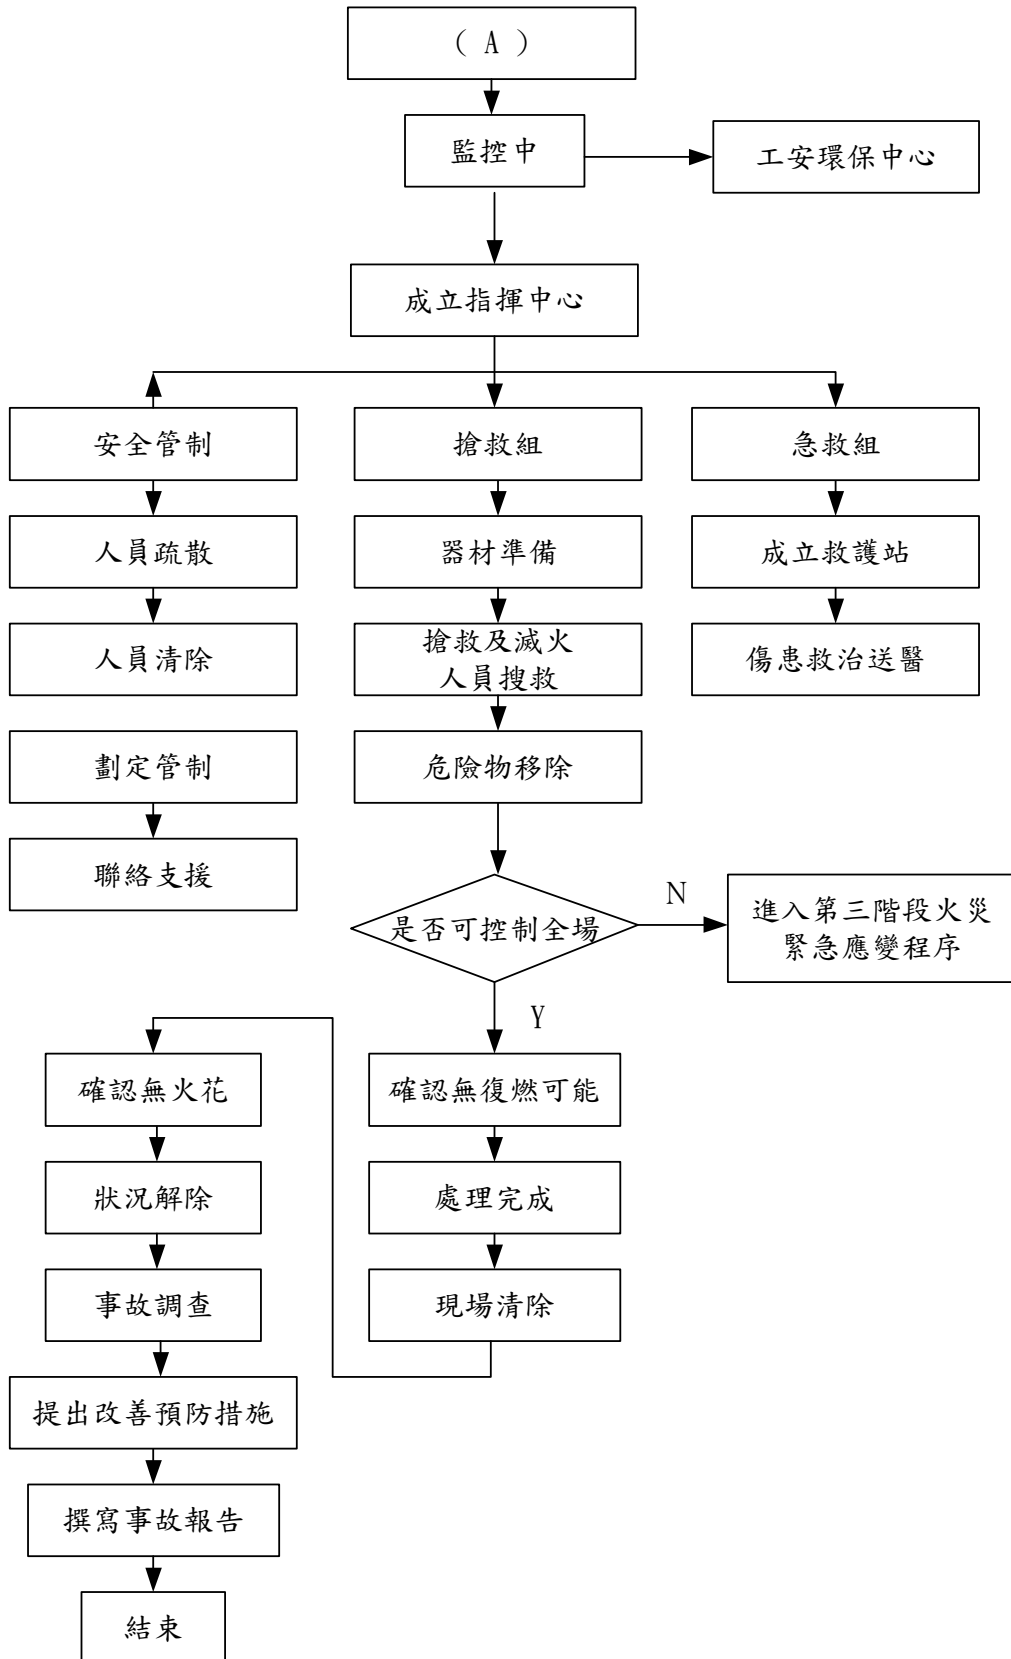 ( A )
監控中
工安環保中心
成立指揮中心
安全管制
搶救組
急救組
人員疏散
器材準備
成立救護站
人員清除
搶救及滅火
人員搜救
傷患救治送醫
劃定管制
危險物移除
聯絡支援
是否可控制全場
N
進入第三階段火災
緊急應變程序
Y
確認無火花
確認無復燃可能
狀況解除
處理完成
事故調查
現場清除
提出改善預防措施
撰寫事故報告
結束